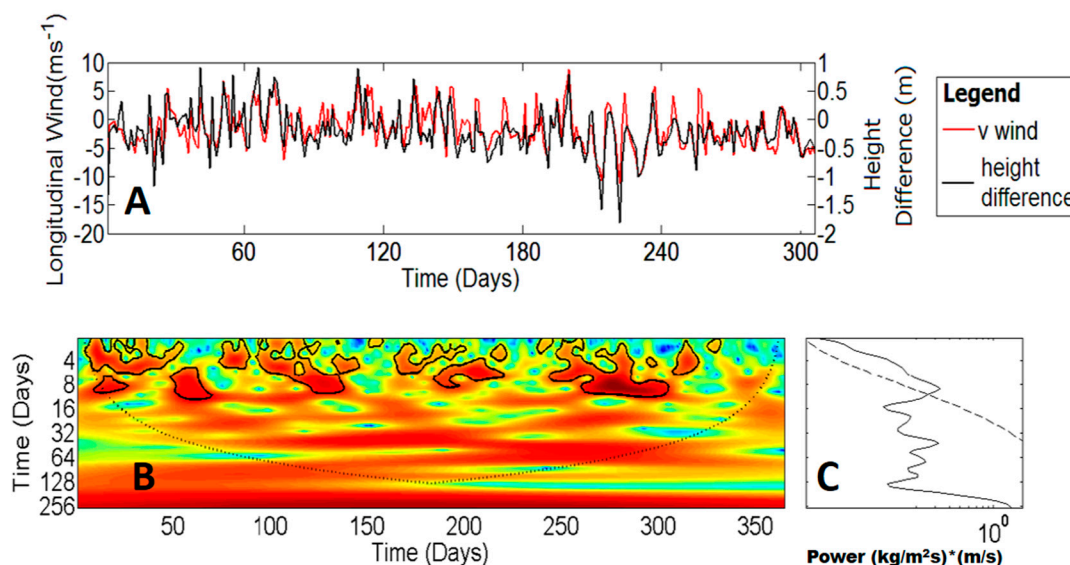 Longitudinal Wind(ms⁻¹)
10
5
0
-5
-10
-15
-20
A
60
120
180
240
300
Time (Days)
1
0.5
0
-0.5
-1
-1.5
-2
Height
Difference (m)
Legend
v wind
height
difference
Time (Days)
4
8
16
32
64
128
256
B
50
100
150
200
250
300
350
Time (Days)
C
10⁰
Power (kg/m²s)*(m/s)